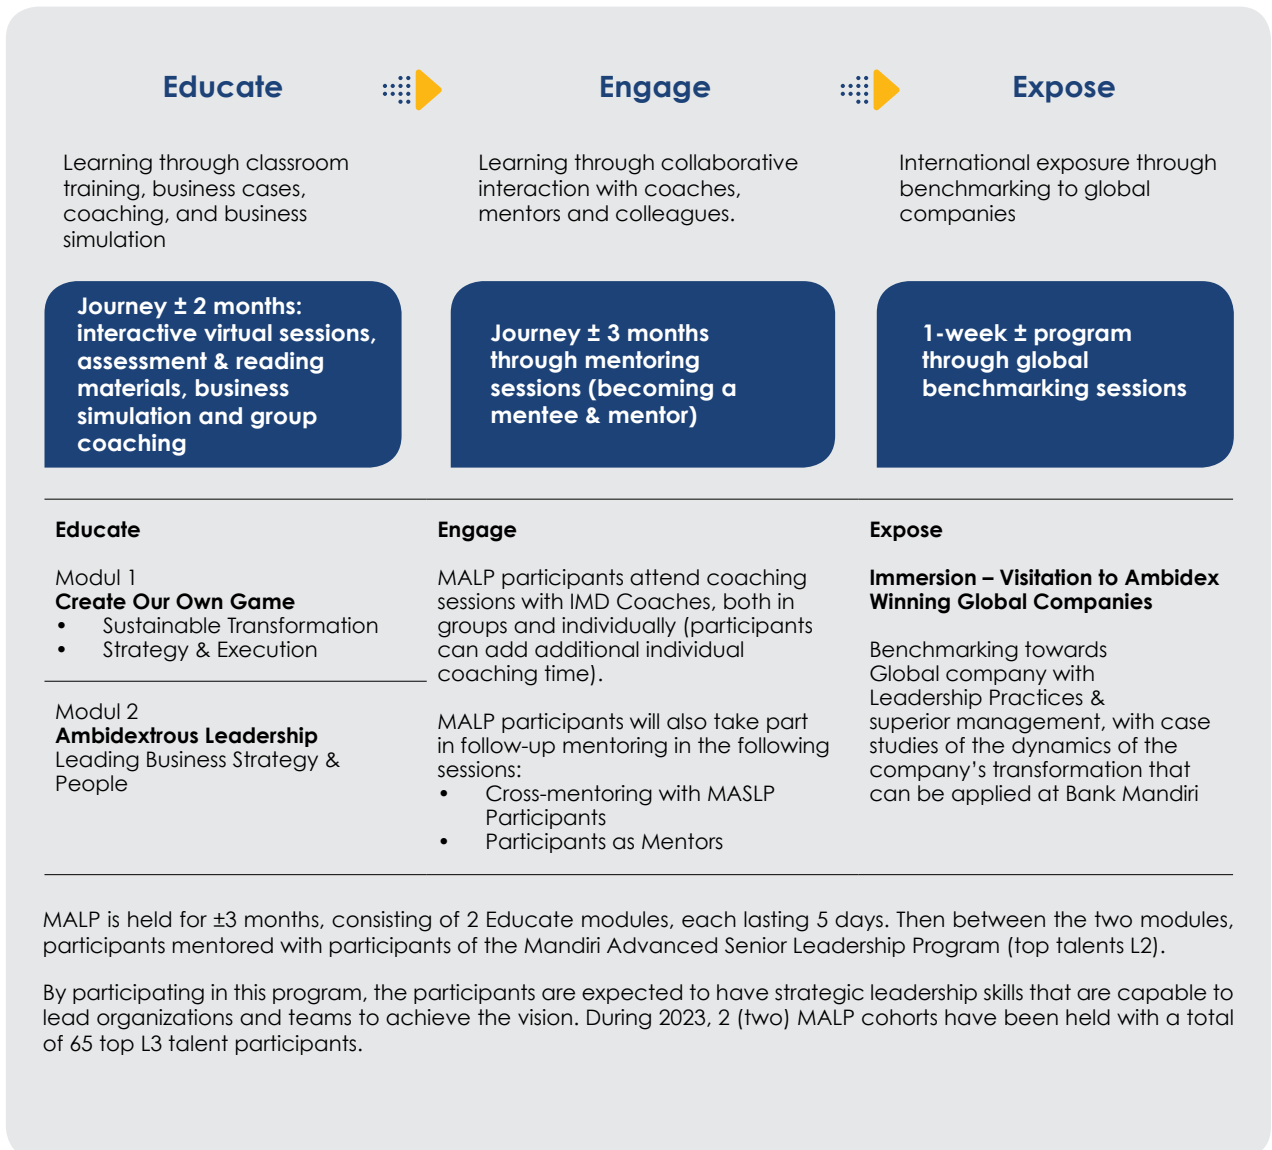 Educate
Engage
Expose
Learning through classroom
training, business cases,
coaching, and business
simulation
Learning through collaborative
interaction with coaches,
mentors and colleagues.
International exposure through
benchmarking to global
companies
Journey ± 2 months:
interactive virtual sessions,
assessment & reading
materials, business
simulation and group
coaching
Journey ± 3 months
through mentoring
sessions (becoming a
mentee & mentor)
1-week ± program
through global
benchmarking sessions
Educate
Modul 1
Create Our Own Game
• Sustainable Transformation
• Strategy & Execution
Modul 2
Ambidextrous Leadership
Leading Business Strategy &
People
Engage
MALP participants attend coaching
sessions with IMD Coaches, both in
groups and individually (participants
can add additional individual
coaching time).
MALP participants will also take part
in follow-up mentoring in the following
sessions:
• Cross-mentoring with MASLP
Participants
• Participants as Mentors
Expose
Immersion – Visitation to Ambidex
Winning Global Companies
Benchmarking towards
Global company with
Leadership Practices &
superior management, with case
studies of the dynamics of the
company’s transformation that
can be applied at Bank Mandiri
MALP is held for ±3 months, consisting of 2 Educate modules, each lasting 5 days. Then between the two modules,
participants mentored with participants of the Mandiri Advanced Senior Leadership Program (top talents L2).
By participating in this program, the participants are expected to have strategic leadership skills that are capable to
lead organizations and teams to achieve the vision. During 2023, 2 (two) MALP cohorts have been held with a total
of 65 top L3 talent participants.